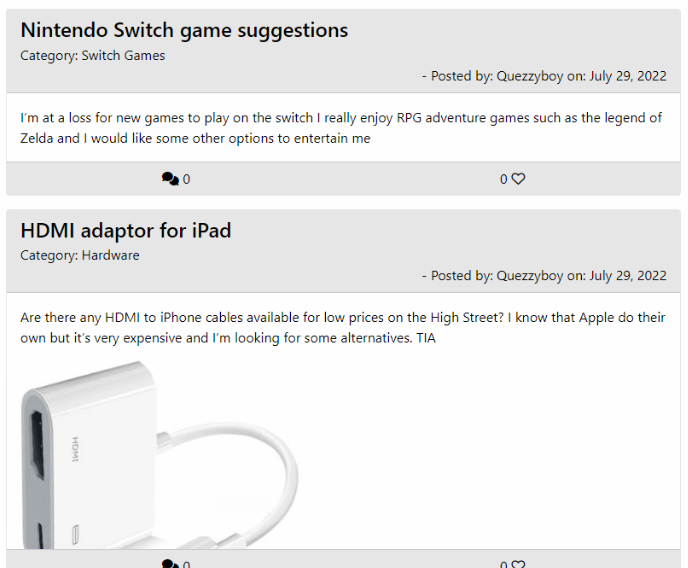 Nintendo Switch game suggestions
Category: Switch Games
- Posted by: Quezzyboy on: July 29, 2022
I'm at a loss for new games to play on the switch I really enjoy RPG adventure games such as the legend of
Zelda and I would like some other options to entertain me
0
0
HDMI adaptor for iPad
Category: Hardware
- Posted by: Quezzyboy on: July 29, 2022
Are there any HDMI to iPhone cables available for low prices on the High Street? I know that Apple do their
own but it's very expensive and I'm looking for some alternatives. TIA
HDMI
0
0